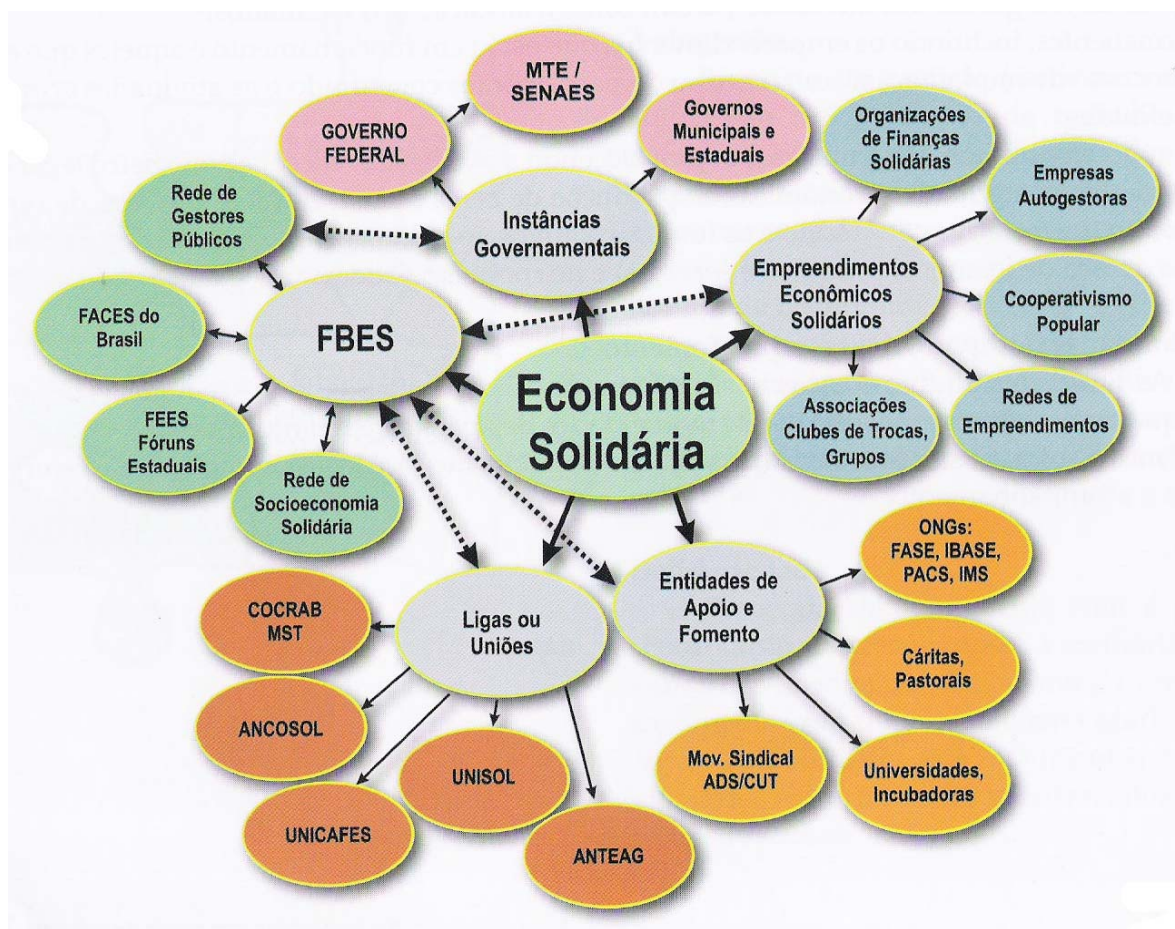 MTE /
SENAES
GOVERNO
FEDERAL
Governos
Municipais e
Estaduais
Organizações
de Finanças
Solidárias
Empresas
Autogestoras
Rede de
Gestores
Públicos
Instâncias
Governamentais
Empreendimentos
Econômicos
Solidários
Cooperativismo
Popular
FACES do
Brasil
FBES
Economia
Solidária
Associações
Clubes de Trocas,
Grupos
Redes de
Empreendimentos
FEES
Fóruns
Estaduais
Rede de
Socioeconomia
Solidária
ONGs:
FASE, IBASE,
PACS, IMS
Entidades de
Apoio e
Fomento
COCRAB
MST
Ligas ou
Uniões
Cáritas,
Pastorais
ANCOSOL
UNISOL
Mov. Sindical
ADS/CUT
Universidades,
Incubadoras
UNICAFES
ANTEAG